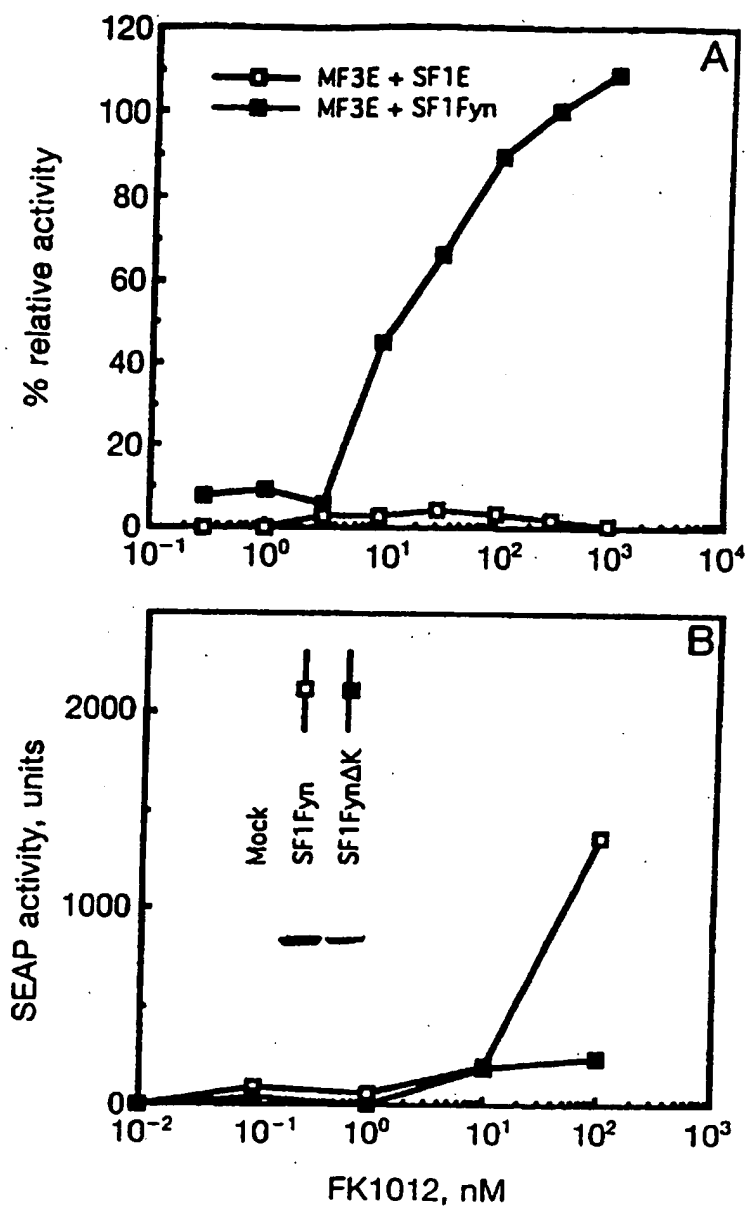 120
A
MF3E + SF1E
MF3E + SF1Fyn
100
80
60
40
20
0
% relative activity
10⁻¹ 10⁰ 10¹ 10² 10³ 10⁴
B
2000
1000
0
SEAP activity, units
Mock
SF1Fyn
SF1FynΔK
10⁻² 10⁻¹ 10⁰ 10¹ 10² 10³
FK1012, nM